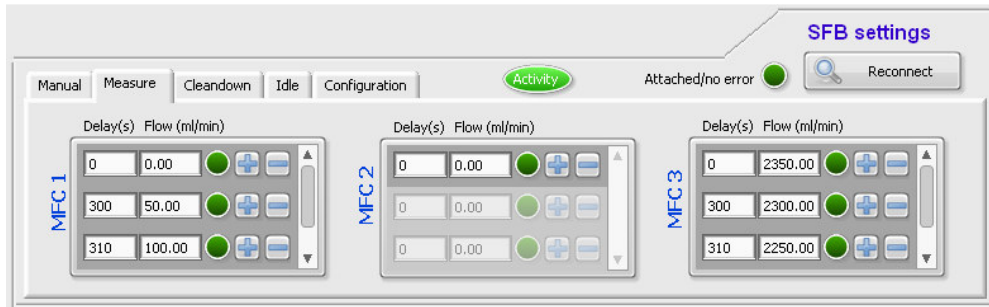 SFB settings
Manual Measure Cleandown Idle Configuration Activity Attached/no error Reconnect
Delay(s) Flow (ml/min) Delay(s) Flow (ml/min) Delay(s) Flow (ml/min)
MFC 1 MFC 2 MFC 3
0 0.00 0 0.00 0 2350.00
300 50.00 0 0.00 300 2300.00
310 100.00 0 0.00 310 2250.00